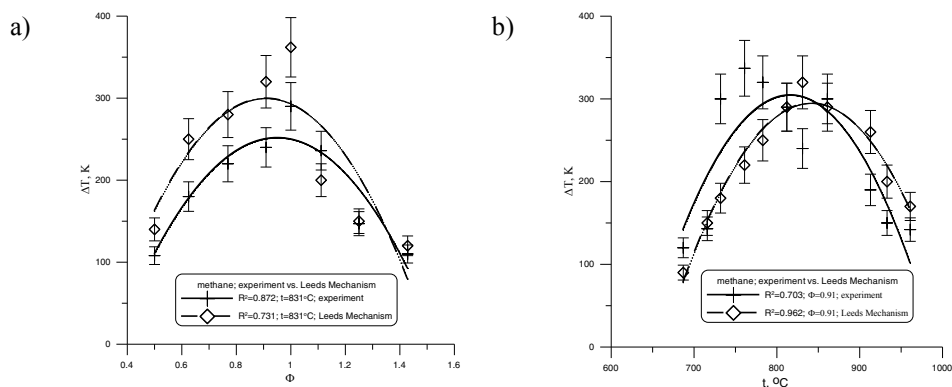 a)
400
300
200
100
0
ΔT, K
methane; experiment vs. Leeds Mechanism
R²=0.872; t=831°C; experiment
R²=0.731; t=831°C; Leeds Mechanism
0.4 0.6 0.8 1 1.2 1.4 1.6
Φ
b)
400
300
200
100
0
ΔT, K
methane; experiment vs. Leeds Mechanism
R²=0.703; Φ=0.91; experiment
R²=0.962; Φ=0.91; Leeds Mechanism
600 700 800 900 1000
t, °C